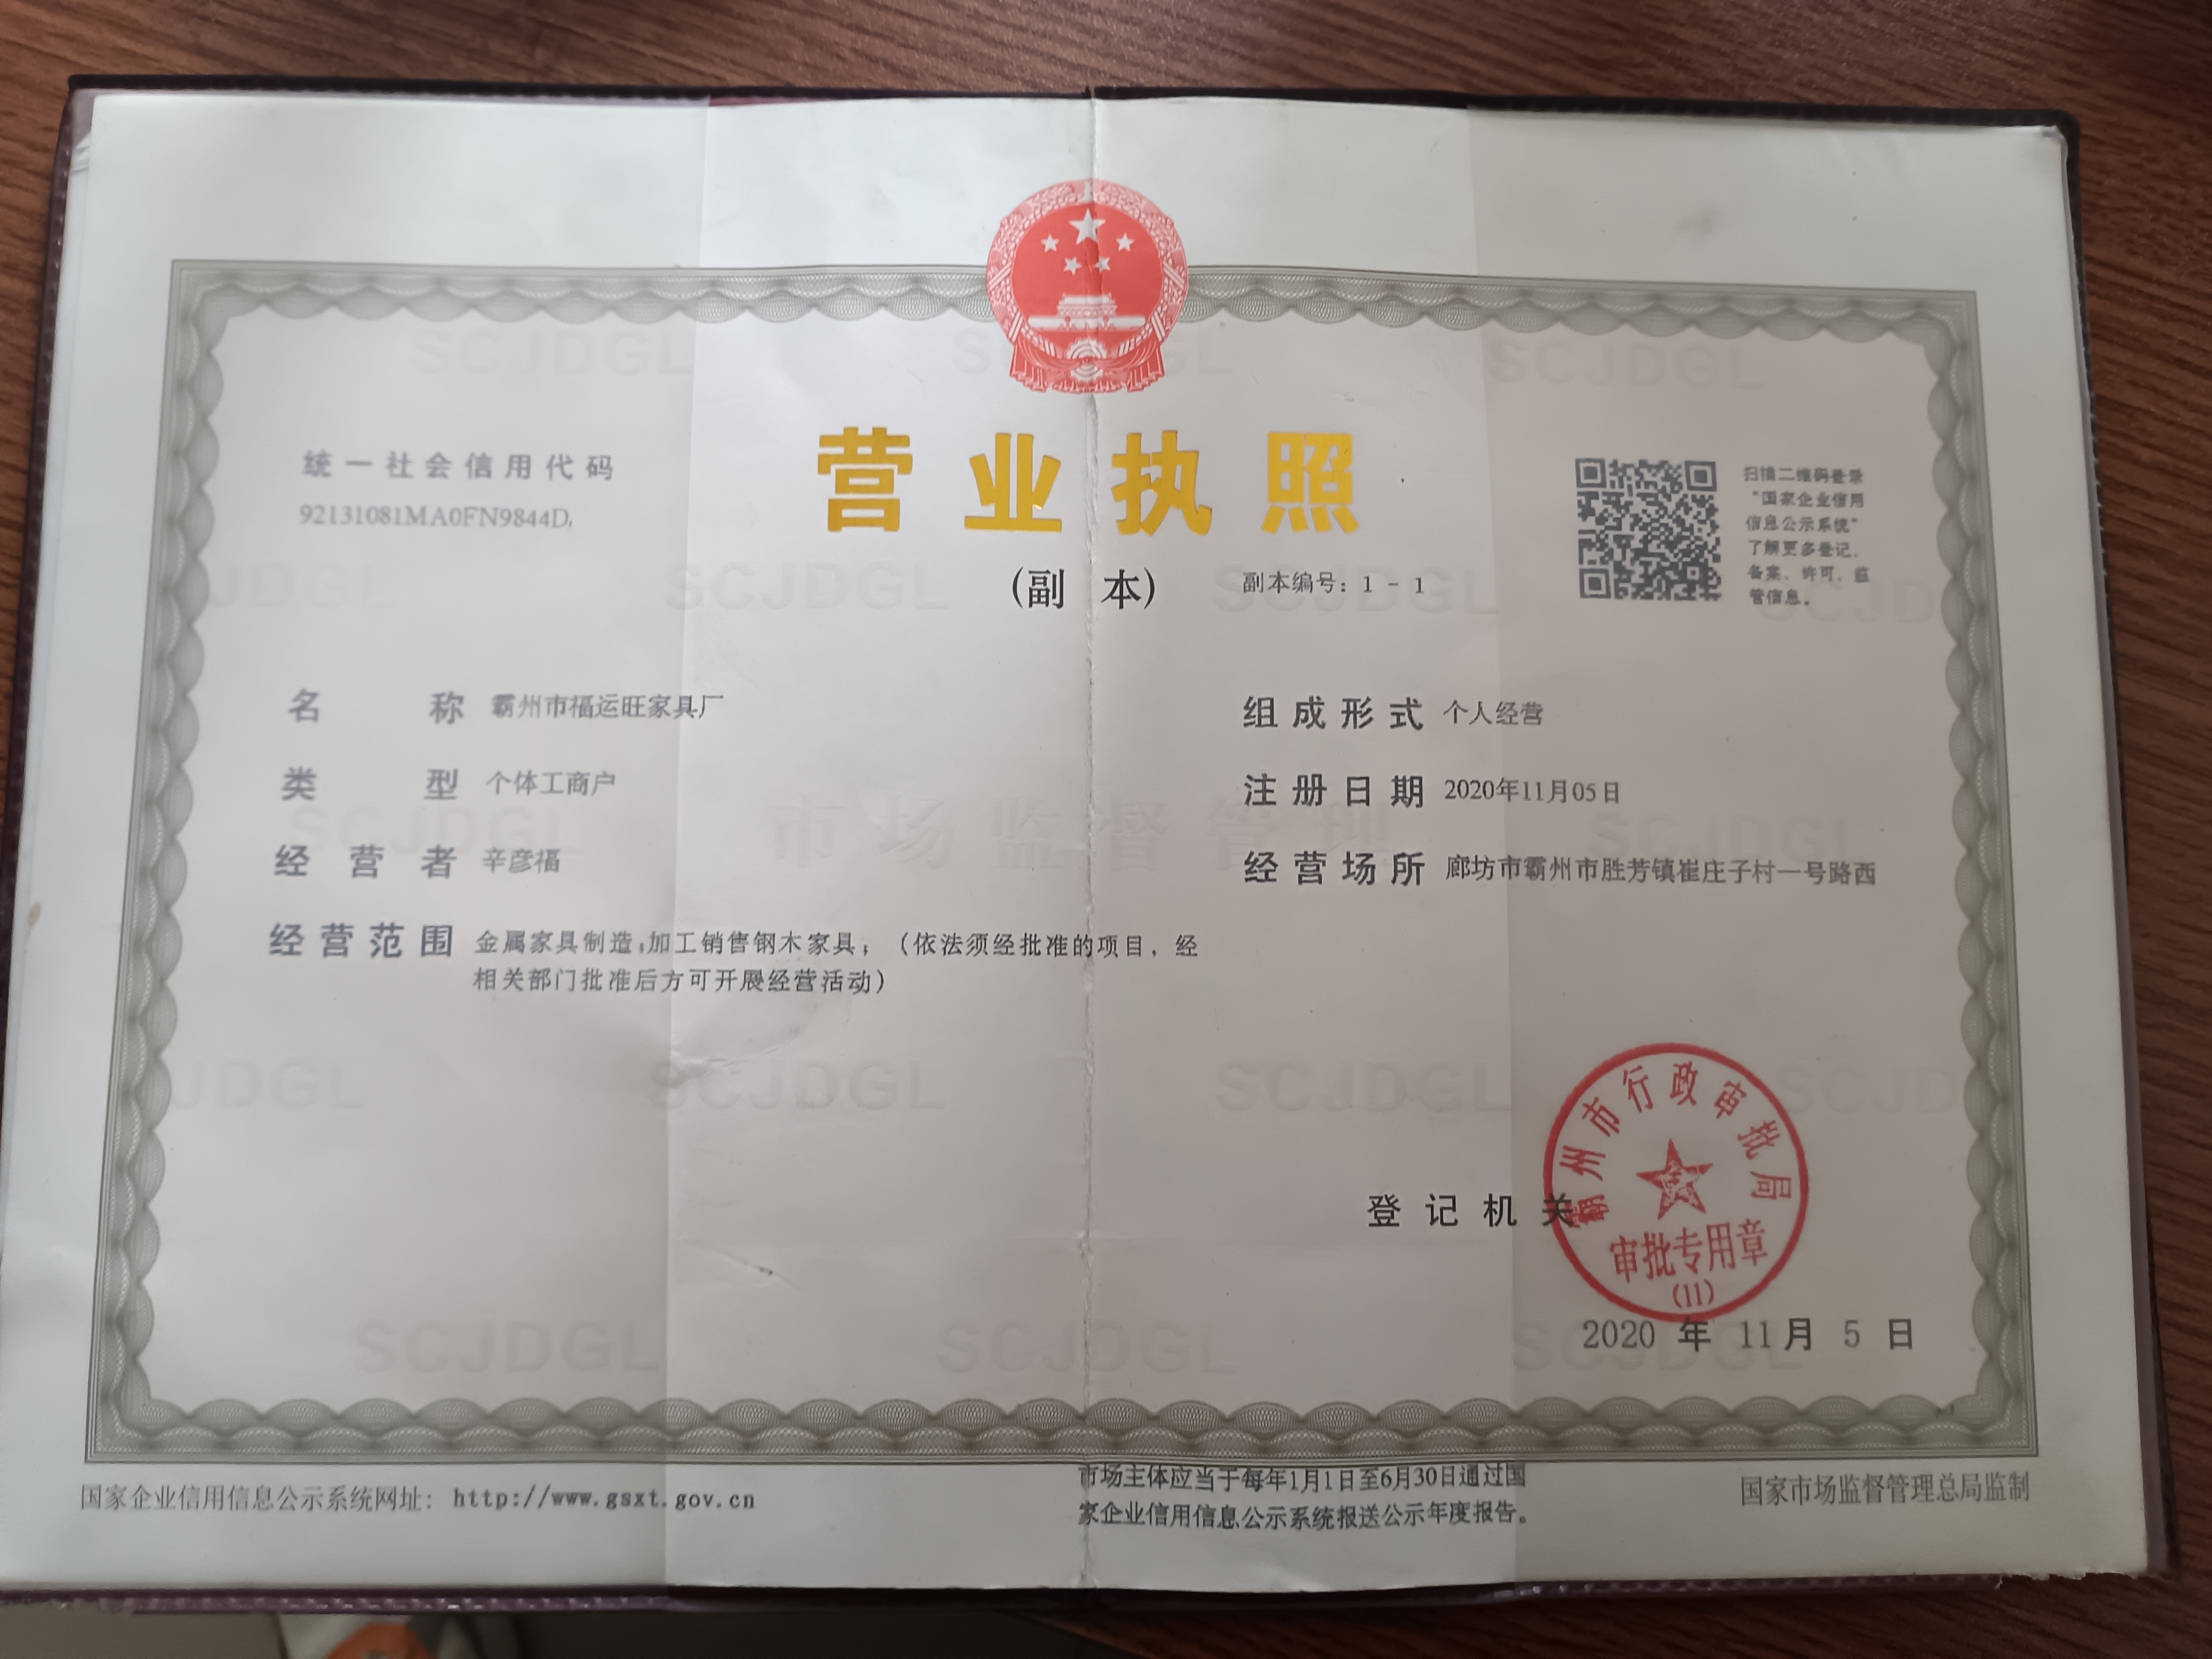 营业执照
(副 本)
副本编号：1 - 1
统一社会信用代码
92131081MA0FN9844D
扫描二维码登录
“国家企业信用
信息公示系统”
了解更多登记、
备案、许可、监
管信息。
名称 霸州市福运旺家具厂
类型 个体工商户
经营者 辛彦福
经营范围 金属家具制造;加工销售钢木家具；（依法须经批准的项目，经
相关部门批准后方可开展经营活动）
组成形式 个人经营
注册日期 2020年11月05日
经营场所 廊坊市霸州市胜芳镇崔庄子村一号路西
市场监督管理
SCJDGL
登记机关
霸州市行政审批局
审批专用章
(11)
2020 年 11月 5 日
国家企业信用信息公示系统网址：http://www.gsxt.gov.cn
市场主体应当于每年1月1日至6月30日通过国
家企业信用信息公示系统报送公示年度报告。
国家市场监督管理总局监制